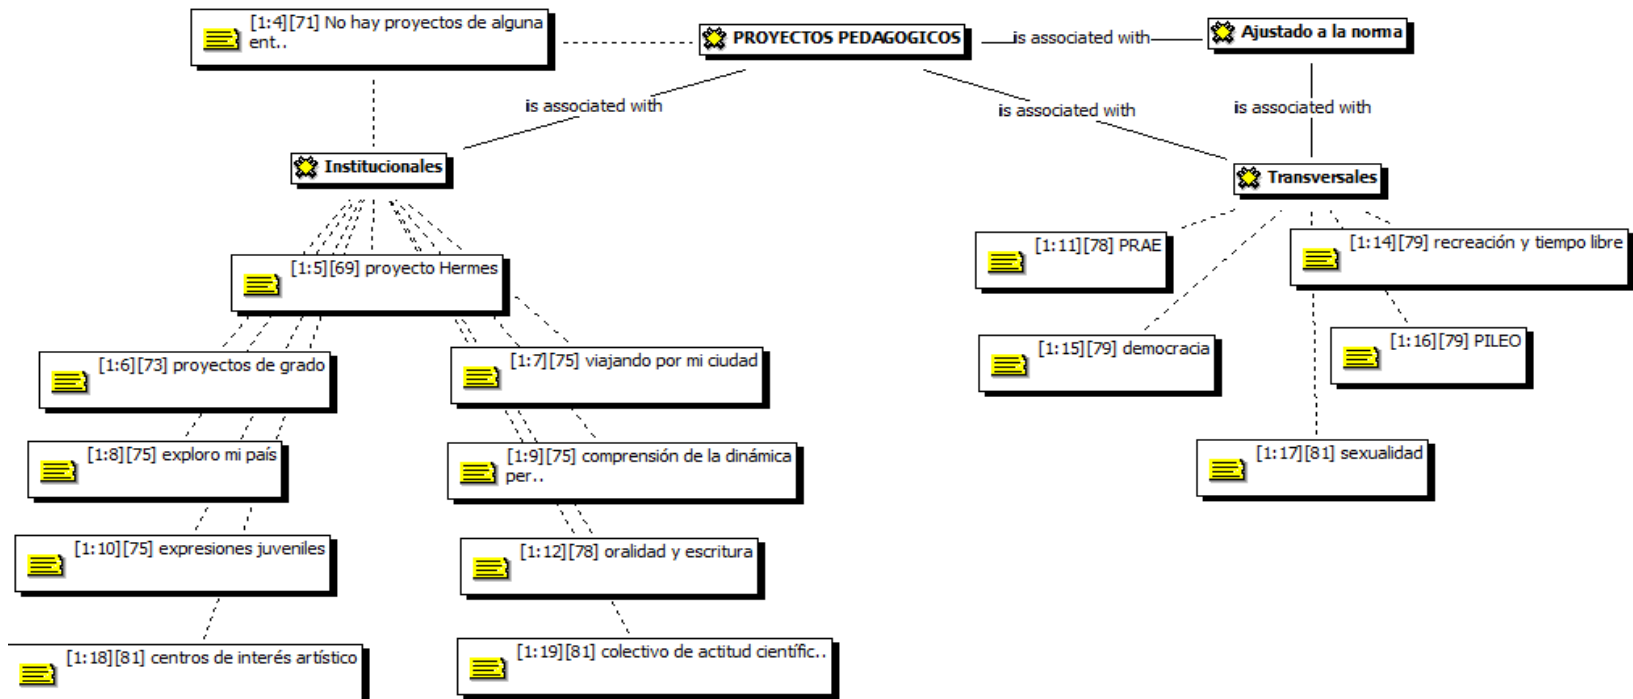 [1:4][71] No hay proyectos de alguna
ent..
PROYECTOS PEDAGOGICOS
is associated with
Ajustado a la norma
is associated with
is associated with
is associated with
Institucionales
Transversales
[1:5][69] proyecto Hermes
[1:11][78] PRAE
[1:14][79] recreación y tiempo libre
[1:6][73] proyectos de grado
[1:7][75] viajando por mi ciudad
[1:15][79] democracia
[1:16][79] PILEO
[1:8][75] exploro mi país
[1:9][75] comprensión de la dinámica
per..
[1:17][81] sexualidad
[1:10][75] expresiones juveniles
[1:12][78] oralidad y escritura
[1:18][81] centros de interés artístico
[1:19][81] colectivo de actitud científic..